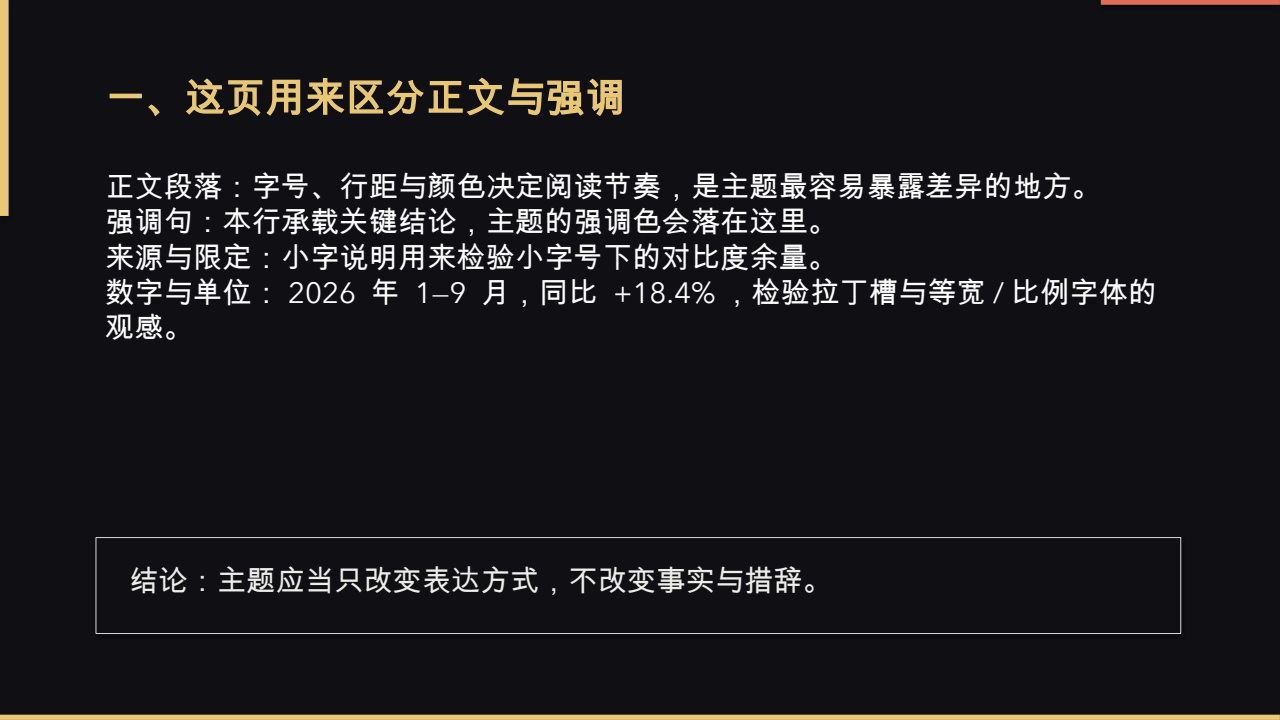 一、这页用来区分正文与强调
正文段落：字号、行距与颜色决定阅读节奏，是主题最容易暴露差异的地方。
强调句：本行承载关键结论，主题的强调色会落在这里。
来源与限定：小字说明用来检验小字号下的对比度余量。
数字与单位：2026 年 1–9 月，同比 +18.4%，检验拉丁槽与等宽/比例字体的
观感。
结论：主题应当只改变表达方式，不改变事实与措辞。